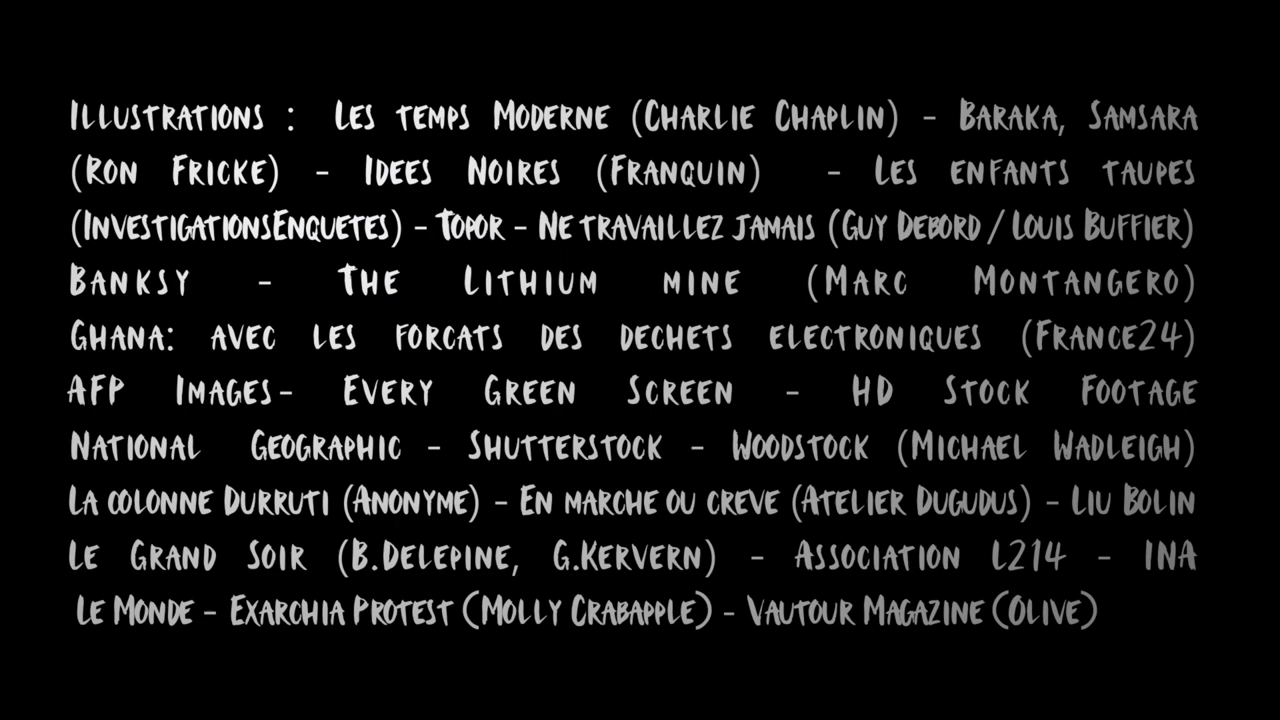 Illustrations : Les temps Moderne (Charlie Chaplin) - Baraka, Samsara
(Ron Fricke) - Idees Noires (Franquin) - Les enfants taupes
(InvestigationsEnquetes) - Topor - Ne travaillez jamais (Guy Debord / Louis Buffier)
Banksy - The Lithium mine (Marc Montangero)
Ghana: avec les forcats des dechets electroniques (France24)
AFP Images- Every Green Screen - HD Stock Footage
National Geographic - Shutterstock - Woodstock (Michael Wadleigh)
La colonne Durruti (Anonyme) - En marche ou creve (Atelier Dugudus) - Liu Bolin
Le Grand Soir (B.Delepine, G.Kervern) - Association L214 - INA
Le Monde - Exarchia Protest (Molly Crabapple) - Vautour Magazine (Olive)